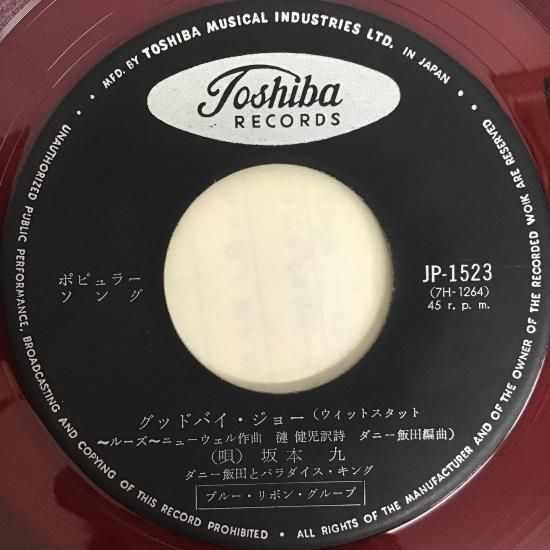 MFD. BY TOSHIBA MUSICAL INDUSTRIES LTD. IN JAPAN
Toshiba
RECORDS
ポピュラー
ソング
JP-1523
(7H-1264)
45 r. p. m.
グッドバイ・ジョー(ウィットスタット
〜ルーズ〜ニューウェル作曲 漣 健児訳詩 ダニー飯田編曲)
(唄) 坂本 九
ダニー飯田とパラダイス・キング
ブルー・リボン・グループ
UNAUTHORIZED PUBLIC PERFORMANCE, BROADCASTING AND COPYING OF THIS RECORD PROHIBITED • ALL RIGHTS OF THE MANUFACTURER AND OF THE OWNER OF THE RECORDED WOIK ARE RESERVED